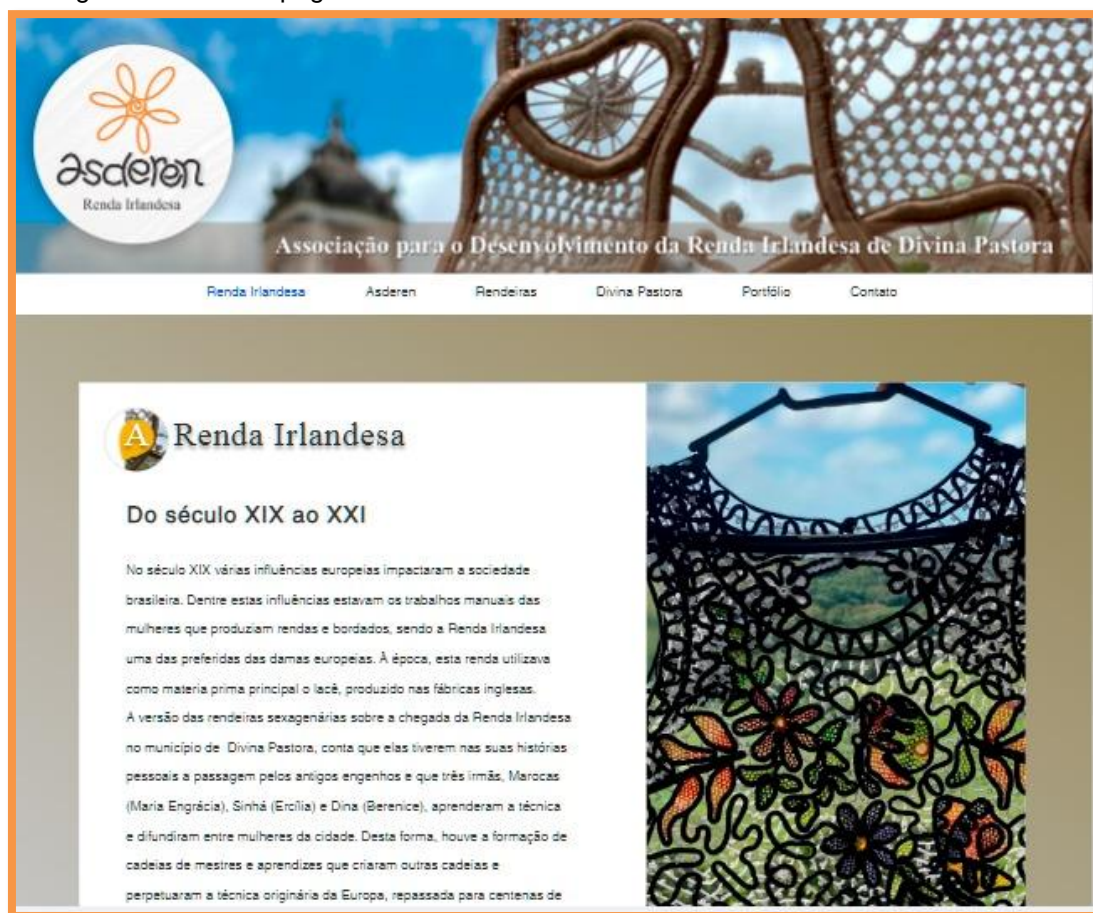 asderen
Renda Irlandesa
Associação para o Desenvolvimento da Renda Irlandesa de Divina Pastora
Renda Irlandesa Asderen Rendeiras Divina Pastora Portfólio Contato
A Renda Irlandesa
Do século XIX ao XXI
No século XIX várias influências europeias impactaram a sociedade
brasileira. Dentre estas influências estavam os trabalhos manuais das
mulheres que produziam rendas e bordados, sendo a Renda Irlandesa
uma das preferidas das damas europeias. À época, esta renda utilizava
como materia prima principal o lacê, produzido nas fábricas inglesas.
A versão das rendeiras sexagenárias sobre a chegada da Renda Irlandesa
no município de Divina Pastora, conta que elas tiverem nas suas histórias
pessoais a passagem pelos antigos engenhos e que três irmãs, Marocas
(Maria Engrácia), Sinhá (Ercília) e Dina (Berenice), aprenderam a técnica
e difundiram entre mulheres da cidade. Desta forma, houve a formação de
cadeias de mestres e aprendizes que criaram outras cadeias e
perpetuaram a técnica originária da Europa, repassada para centenas de